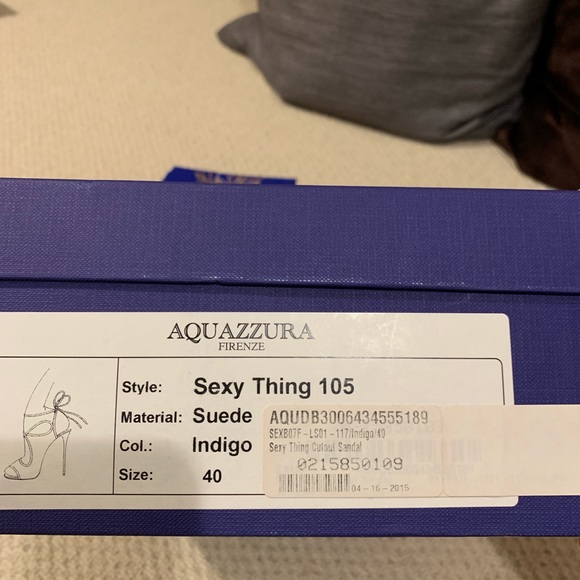 AQUAZZURA
FIRENZE
Style: Sexy Thing 105
Material: Suede
Col.: Indigo
Size: 40
AQUDB3006434555189
SEXB07F-LS01-117/Indigo/40
Sexy Thing Cutout Sandal
0215850109
04-16-2015